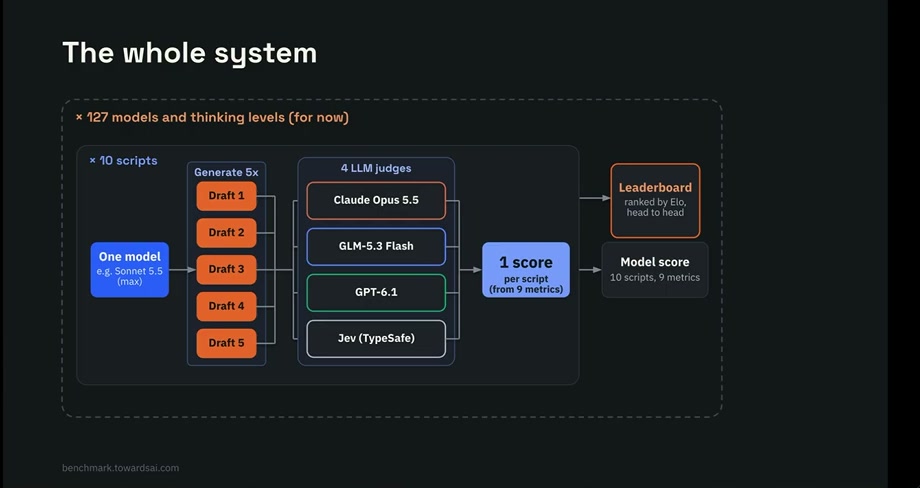 The whole system
× 127 models and thinking levels (for now)
× 10 scripts
Generate 5x
Draft 1
Draft 2
Draft 3
Draft 4
Draft 5
One model
e.g. Sonnet 5.5
(max)
4 LLM judges
Claude Opus 5.5
GLM-5.3 Flash
GPT-6.1
Jev (TypeSafe)
1 score
per script
(from 9 metrics)
Leaderboard
ranked by Elo,
head to head
Model score
10 scripts, 9 metrics
benchmark.towardsai.com